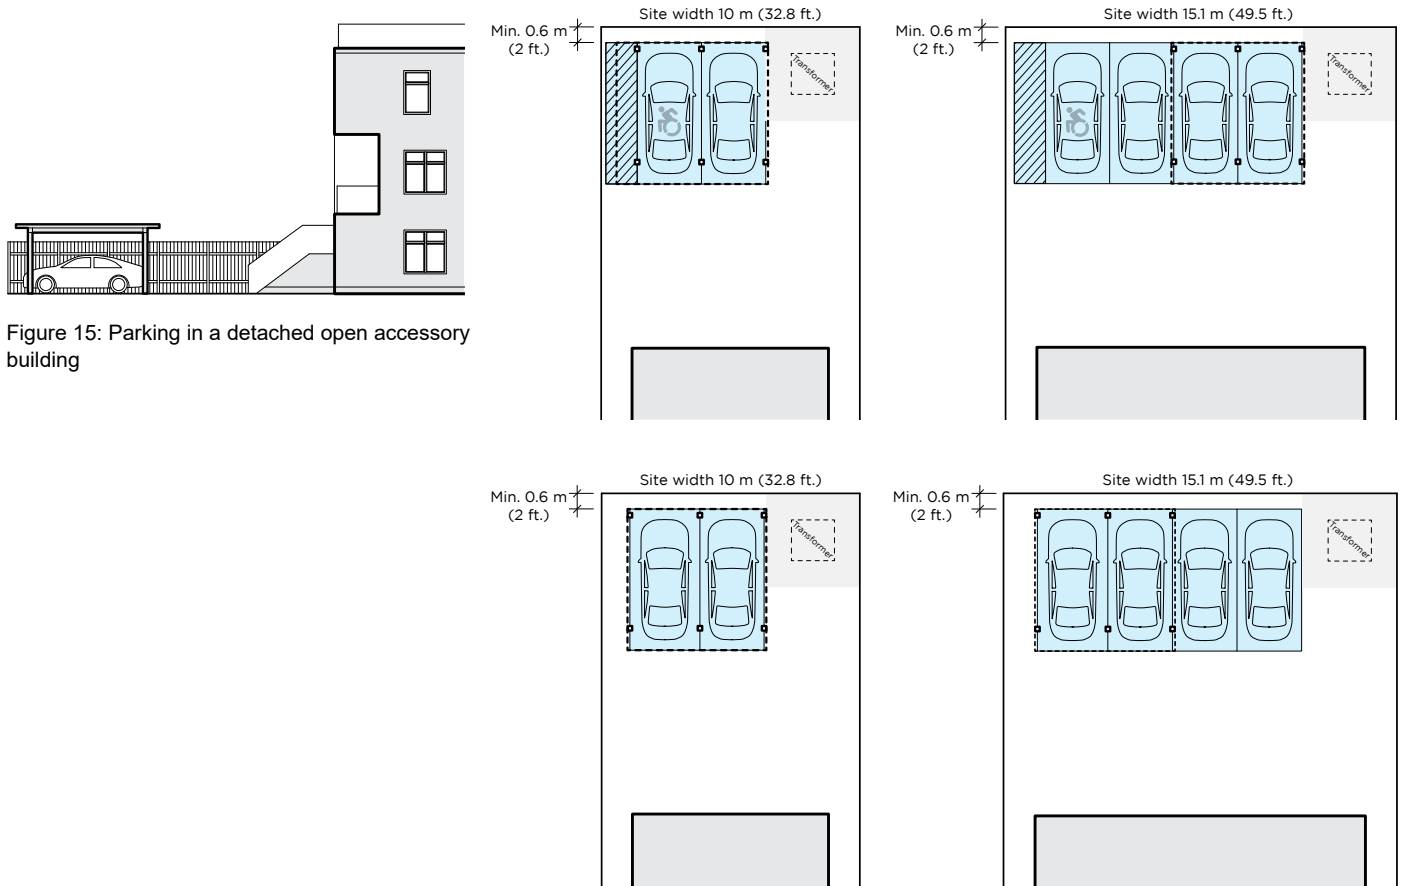 Site width 10 m (32.8 ft.)
Min. 0.6 m
(2 ft.)
Transformer
Site width 15.1 m (49.5 ft.)
Min. 0.6 m
(2 ft.)
Transformer
Figure 15: Parking in a detached open accessory
building
Site width 10 m (32.8 ft.)
Min. 0.6 m
(2 ft.)
Transformer
Site width 15.1 m (49.5 ft.)
Min. 0.6 m
(2 ft.)
Transformer